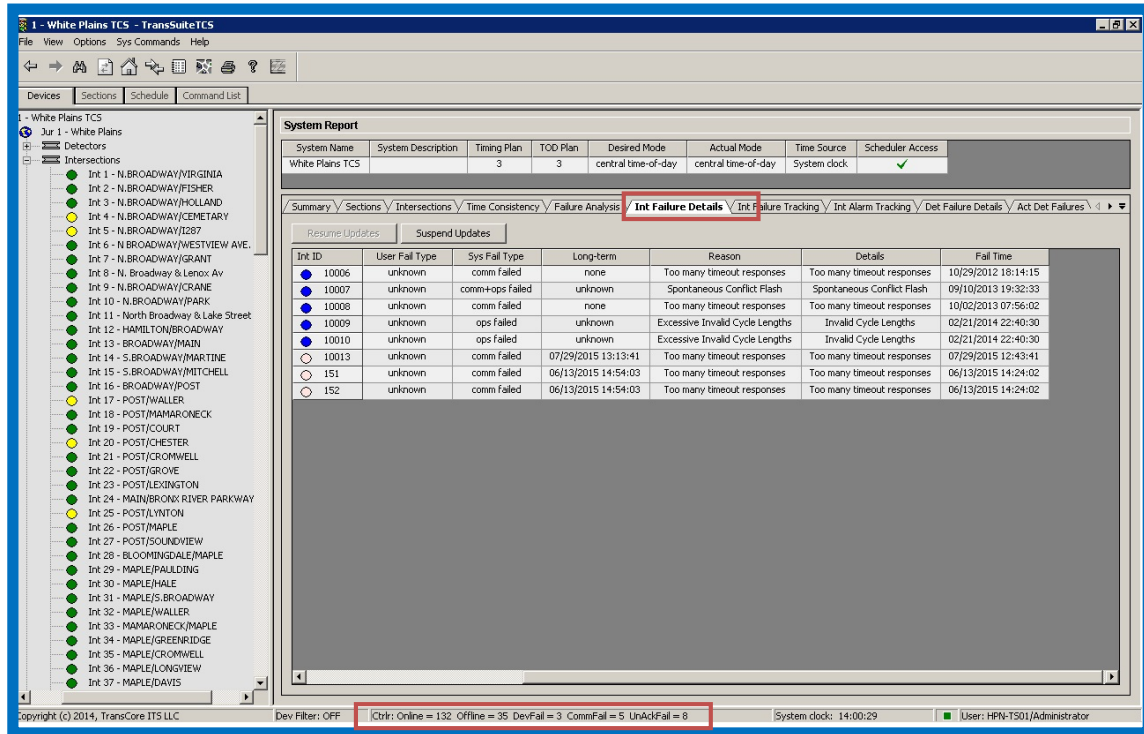 1 - White Plains TCS - TransSuiteTCS
File View Options Sys Commands Help
Devices Sections Schedule Command List
1 - White Plains TCS
Jur 1 - White Plains
Detectors
Intersections
Int 1 - N.BROADWAY/VIRGINIA
Int 2 - N.BROADWAY/FISHER
Int 3 - N.BROADWAY/HOLLAND
Int 4 - N.BROADWAY/CEMETARY
Int 5 - N.BROADWAY/I287
Int 6 - N BROADWAY/WESTVIEW AVE.
Int 7 - N.BROADWAY/GRANT
Int 8 - N. Broadway & Lenox Av
Int 9 - N.BROADWAY/CRANE
Int 10 - N.BROADWAY/PARK
Int 11 - North Broadway & Lake Street
Int 12 - HAMILTON/BROADWAY
Int 13 - BROADWAY/MAIN
Int 14 - S.BROADWAY/MARTINE
Int 15 - S.BROADWAY/MITCHELL
Int 16 - BROADWAY/POST
Int 17 - POST/WALLER
Int 18 - POST/MAMARONECK
Int 19 - POST/COURT
Int 20 - POST/CHESTER
Int 21 - POST/CROMWELL
Int 22 - POST/GROVE
Int 23 - POST/LEXINGTON
Int 24 - MAIN/BRONX RIVER PARKWAY
Int 25 - POST/LYNTON
Int 26 - POST/MAPLE
Int 27 - POST/SOUNDVIEW
Int 28 - BLOOMINGDALE/MAPLE
Int 29 - MAPLE/PAULDING
Int 30 - MAPLE/HALE
Int 31 - MAPLE/S.BROADWAY
Int 32 - MAPLE/WALLER
Int 33 - MAMARONECK/MAPLE
Int 34 - MAPLE/GREENRIDGE
Int 35 - MAPLE/CROMWELL
Int 36 - MAPLE/LONGVIEW
Int 37 - MAPLE/DAVIS
System Report
System Name System Description Timing Plan TOD Plan Desired Mode Actual Mode Time Source Scheduler Access
White Plains TCS 3 3 central time-of-day central time-of-day System clock ✓
Summary Sections Intersections Time Consistency Failure Analysis Int Failure Details Int Failure Tracking Int Alarm Tracking Det Failure Details Act Det Failures
Resume Updates Suspend Updates
Int ID User Fail Type Sys Fail Type Long-term Reason Details Fail Time
10006 unknown comm failed none Too many timeout responses Too many timeout responses 10/29/2012 18:14:15
10007 unknown comm+ops failed unknown Spontaneous Conflict Flash Spontaneous Conflict Flash 09/10/2013 19:32:33
10008 unknown comm failed none Too many timeout responses Too many timeout responses 10/02/2013 07:56:02
10009 unknown ops failed unknown Excessive Invalid Cycle Lengths Invalid Cycle Lengths 02/21/2014 22:40:30
10010 unknown ops failed unknown Excessive Invalid Cycle Lengths Invalid Cycle Lengths 02/21/2014 22:40:30
10013 unknown comm failed 07/29/2015 13:13:41 Too many timeout responses Too many timeout responses 07/29/2015 12:43:41
151 unknown comm failed 06/13/2015 14:54:03 Too many timeout responses Too many timeout responses 06/13/2015 14:24:02
152 unknown comm failed 06/13/2015 14:54:03 Too many timeout responses Too many timeout responses 06/13/2015 14:24:02
Copyright (c) 2014, TransCore ITS LLC Dev Filter: OFF Ctrlr: Online = 132 Offline = 35 DevFail = 3 CommFail = 5 UnAckFail = 8 System clock: 14:00:29 User: HPN-TS01/Administrator